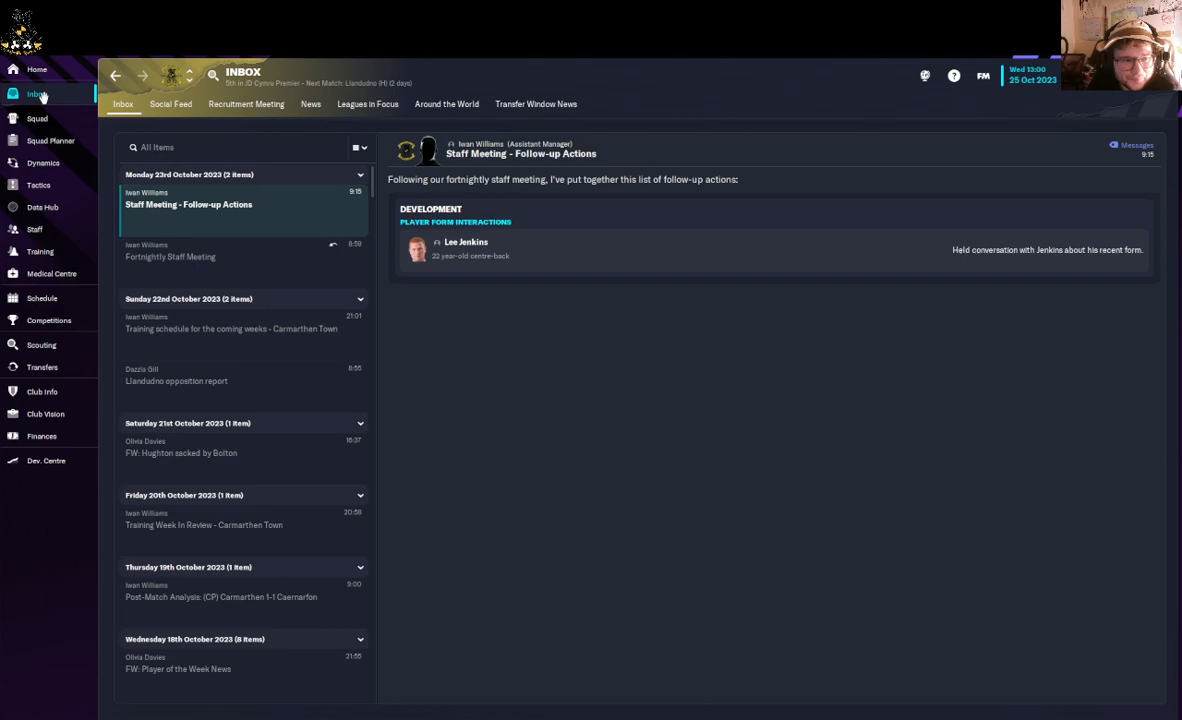 Home
Inbox
Squad
Squad Planner
Dynamics
Tactics
Data Hub
Staff
Training
Medical Centre
Schedule
Competitions
Scouting
Transfers
Club Info
Club Vision
Finances
Dev. Centre
INBOX
5th in JD Cymru Premier - Next Match: Llandudno (H) (2 days)
FM
Wed 13:00
25 Oct 2023
Inbox
Social Feed
Recruitment Meeting
News
Leagues in Focus
Around the World
Transfer Window News
All Items
Monday 23rd October 2023 (2 items)
Iwan Williams 9:15
Staff Meeting - Follow-up Actions
Iwan Williams 8:59
Fortnightly Staff Meeting
Sunday 22nd October 2023 (2 items)
Iwan Williams 21:01
Training schedule for the coming weeks - Carmarthen Town
Dazzia Gill 8:55
Llandudno opposition report
Saturday 21st October 2023 (1 item)
Olivia Davies 16:37
FW: Hughton sacked by Bolton
Friday 20th October 2023 (1 item)
Iwan Williams 20:58
Training Week In Review - Carmarthen Town
Thursday 19th October 2023 (1 item)
Iwan Williams 9:00
Post-Match Analysis: (CP) Carmarthen 1-1 Caernarfon
Wednesday 18th October 2023 (8 items)
Olivia Davies 21:55
FW: Player of the Week News
Iwan Williams (Assistant Manager)
Staff Meeting - Follow-up Actions
Messages
9:15
Following our fortnightly staff meeting, I've put together this list of follow-up actions:
DEVELOPMENT
PLAYER FORM INTERACTIONS
Lee Jenkins
22 year-old centre-back
Held conversation with Jenkins about his recent form.